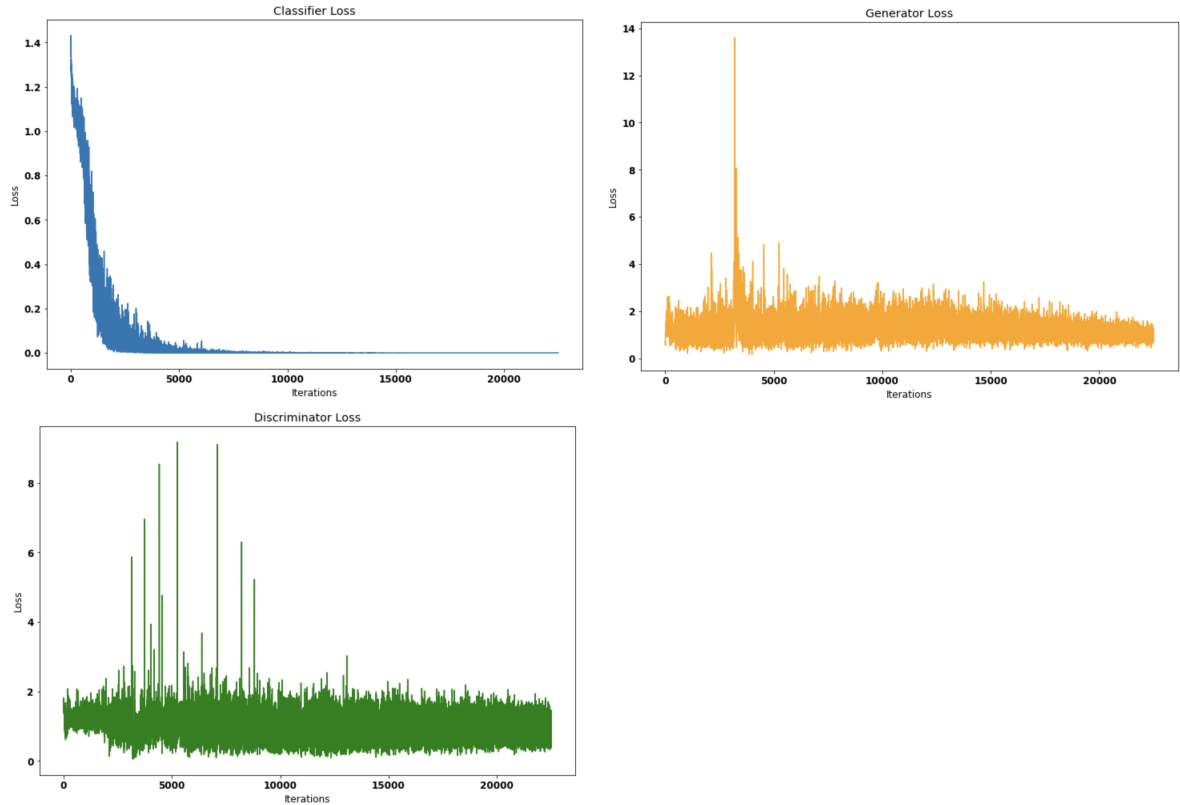 Classifier Loss
Loss
1.4
1.2
1.0
0.8
0.6
0.4
0.2
0.0
0 5000 10000 15000 20000
Iterations
Generator Loss
Loss
14
12
10
8
6
4
2
0
0 5000 10000 15000 20000
Iterations
Discriminator Loss
Loss
8
6
4
2
0
0 5000 10000 15000 20000
Iterations